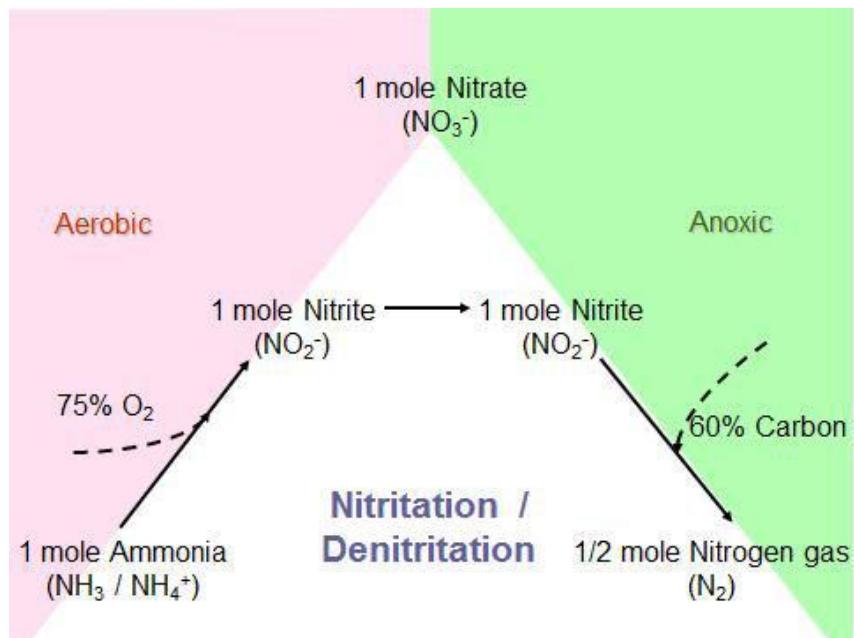 1 mole Nitrate
(NO₃⁻)
Aerobic
Anoxic
1 mole Nitrite
(NO₂⁻)
1 mole Nitrite
(NO₂⁻)
75% O₂
60% Carbon
Nitritation /
Denitritation
1 mole Ammonia
(NH₃ / NH₄⁺)
1/2 mole Nitrogen gas
(N₂)